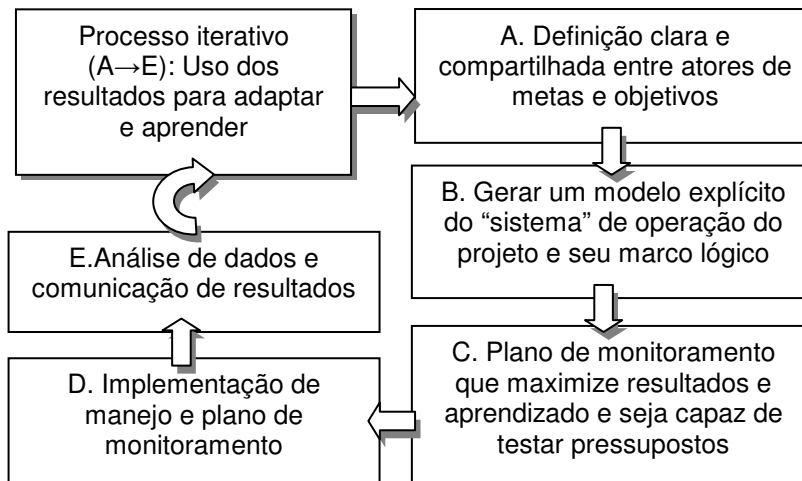 Processo iterativo
(A→E): Uso dos
resultados para adaptar
e aprender
A. Definição clara e
compartilhada entre atores de
metas e objetivos
B. Gerar um modelo explícito
do “sistema” de operação do
projeto e seu marco lógico
C. Plano de monitoramento
que maximize resultados e
aprendizado e seja capaz de
testar pressupostos
D. Implementação de
manejo e plano de
monitoramento
E.Análise de dados e
comunicação de resultados